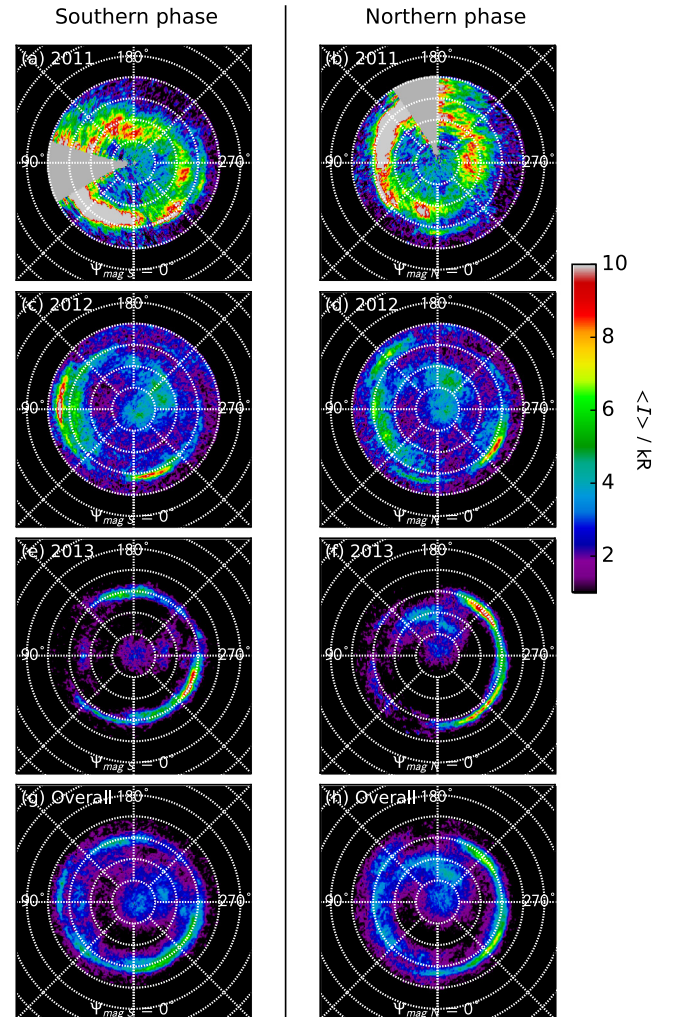 Southern phase
Northern phase
(a) 2011
180°
90°
270°
Ψmag S = 0°
(b) 2011
180°
90°
270°
Ψmag N = 0°
(c) 2012
180°
90°
270°
Ψmag S = 0°
(d) 2012
180°
90°
270°
Ψmag N = 0°
(e) 2013
180°
90°
270°
Ψmag S = 0°
(f) 2013
180°
90°
270°
Ψmag N = 0°
(g) Overall
180°
90°
270°
Ψmag S = 0°
(h) Overall
180°
90°
270°
Ψmag N = 0°
10
8
6
4
2
<I> / kR